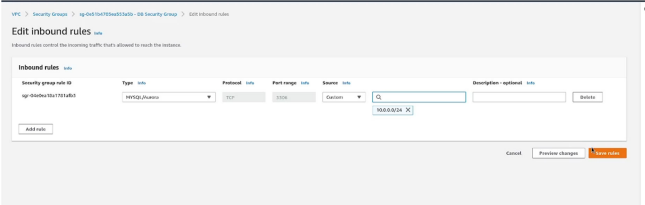 VPC > Security Groups > sg-0e61b4709ea653a5b - DB Security Group > Edit inbound rules
Edit inbound rules Info
Inbound rules control the incoming traffic that's allowed to reach the instance.
Inbound rules Info
Security group rule ID Type Info Protocol Info Port range Info Source Info Description - optional Info
sgr-04e0ea10a1701afb3 MYSQL/Aurora TCP 3306 Custom Delete
10.0.0.0/24 X
Add rule
Cancel Preview changes Save rules